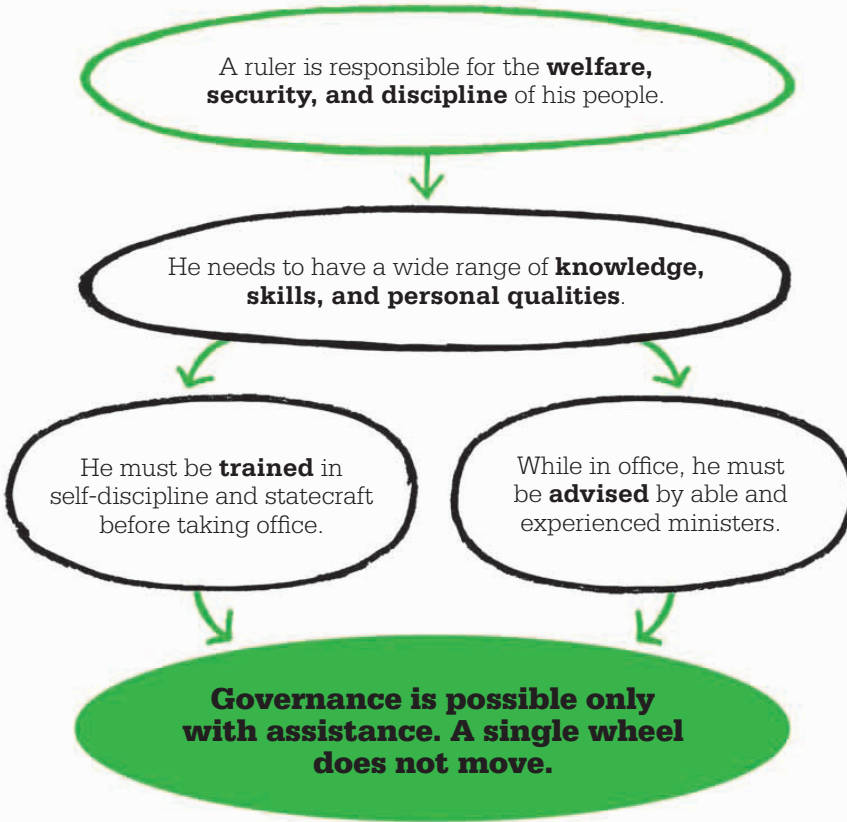 A ruler is responsible for the welfare,
security, and discipline of his people.
He needs to have a wide range of knowledge,
skills, and personal qualities.
He must be trained in
self-discipline and statecraft
before taking office.
While in office, he must
be advised by able and
experienced ministers.
Governance is possible only
with assistance. A single wheel
does not move.